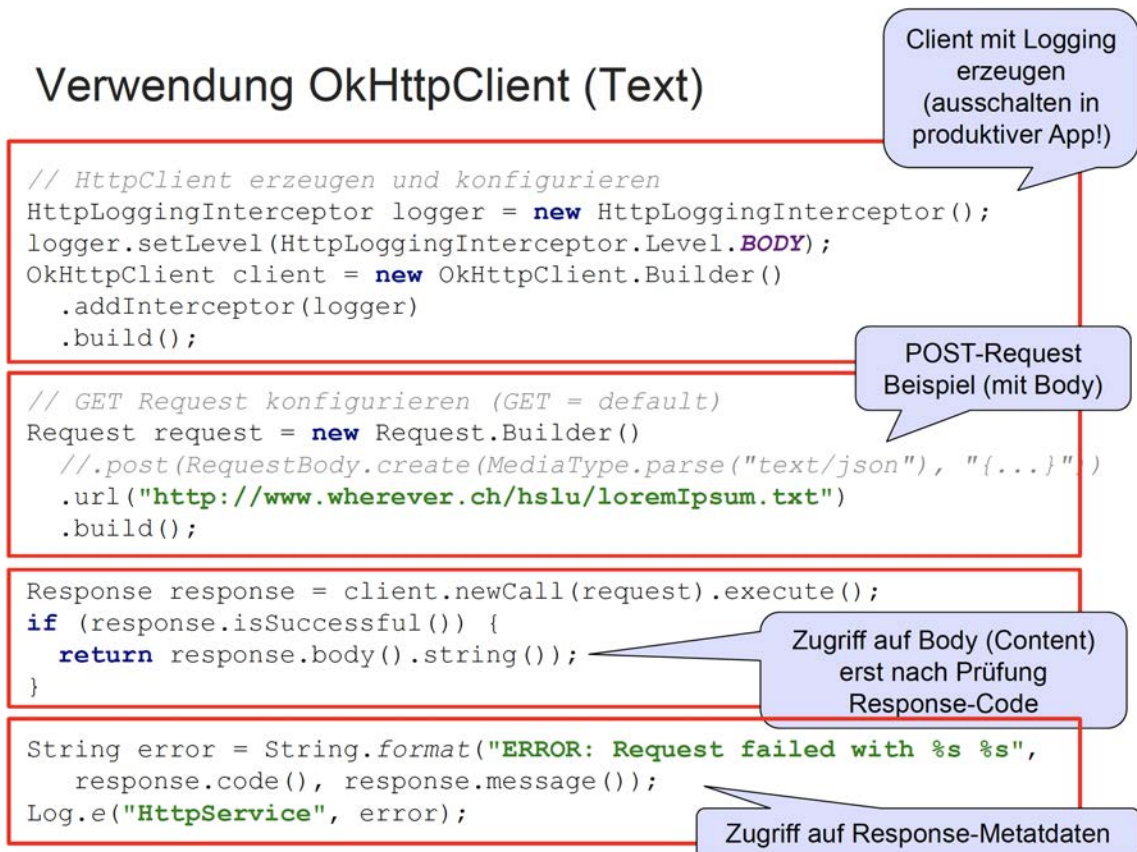 Verwendung OkHttpClient (Text)
Client mit Logging
erzeugen
(ausschalten in
produktiver App!)
// HttpClient erzeugen und konfigurieren
HttpLoggingInterceptor logger = new HttpLoggingInterceptor();
logger.setLevel(HttpLoggingInterceptor.Level.BODY);
OkHttpClient client = new OkHttpClient.Builder()
.addInterceptor(logger)
.build();
POST-Request
Beispiel (mit Body)
// GET Request konfigurieren (GET = default)
Request request = new Request.Builder()
//.post(RequestBody.create(MediaType.parse("text/json"), "{...}"))
.url("http://www.wherever.ch/hslu/loremIpsum.txt")
.build();
Response response = client.newCall(request).execute();
if (response.isSuccessful()) {
return response.body().string());
}
Zugriff auf Body (Content)
erst nach Prüfung
Response-Code
String error = String.format("ERROR: Request failed with %s %s",
response.code(), response.message());
Log.e("HttpService", error);
Zugriff auf Response-Metatdaten